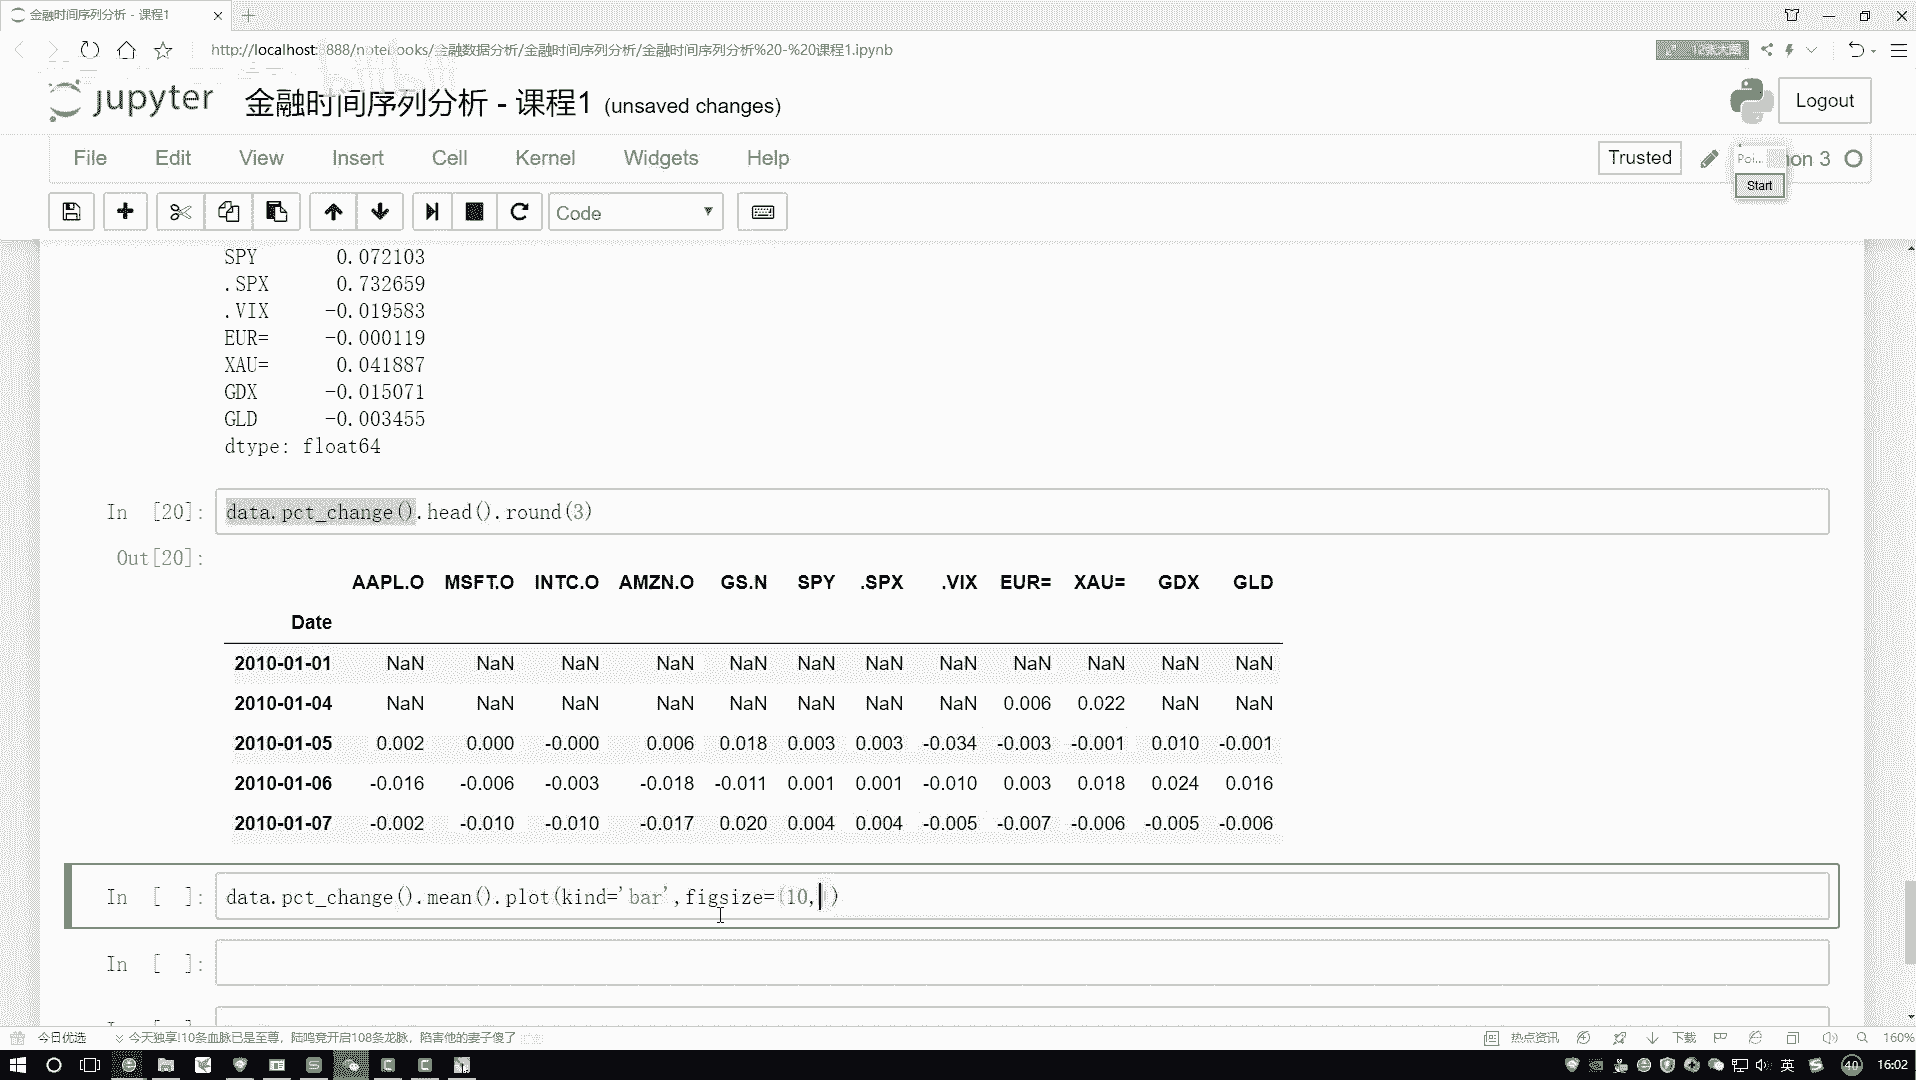 金融时间序列分析 - 课程1
http://localhost:8888/notebooks/金融数据分析/金融时间序列分析/金融时间序列分析%20-%20课程1.ipynb
12张大图
jupyter 金融时间序列分析 - 课程1 (unsaved changes)
Logout
File Edit View Insert Cell Kernel Widgets Help
Trusted
Poi...
on 3
Start
Code
SPY 0.072103
.SPX 0.732659
.VIX -0.019583
EUR= -0.000119
XAU= 0.041887
GDX -0.015071
GLD -0.003455
dtype: float64
In [20]: data.pct_change().head().round(3)
Out[20]:
AAPL.O MSFT.O INTC.O AMZN.O GS.N SPY .SPX .VIX EUR= XAU= GDX GLD
Date
2010-01-01 NaN NaN NaN NaN NaN NaN NaN NaN NaN NaN NaN NaN
2010-01-04 NaN NaN NaN NaN NaN NaN NaN NaN 0.006 0.022 NaN NaN
2010-01-05 0.002 0.000 -0.000 0.006 0.018 0.003 0.003 -0.034 -0.003 -0.001 0.010 -0.001
2010-01-06 -0.016 -0.006 -0.003 -0.018 -0.011 0.001 0.001 -0.010 0.003 0.018 0.024 0.016
2010-01-07 -0.002 -0.010 -0.010 -0.017 0.020 0.004 0.004 -0.005 -0.007 -0.006 -0.005 -0.006
In [ ]: data.pct_change().mean().plot(kind='bar',figsize=(10,))
In [ ]:
今日优选
今天独享!10条血脉已是至尊，陆鸣竟开启108条龙脉，陷害他的妻子傻了
热点资讯
下载
160%
英
40
16:02